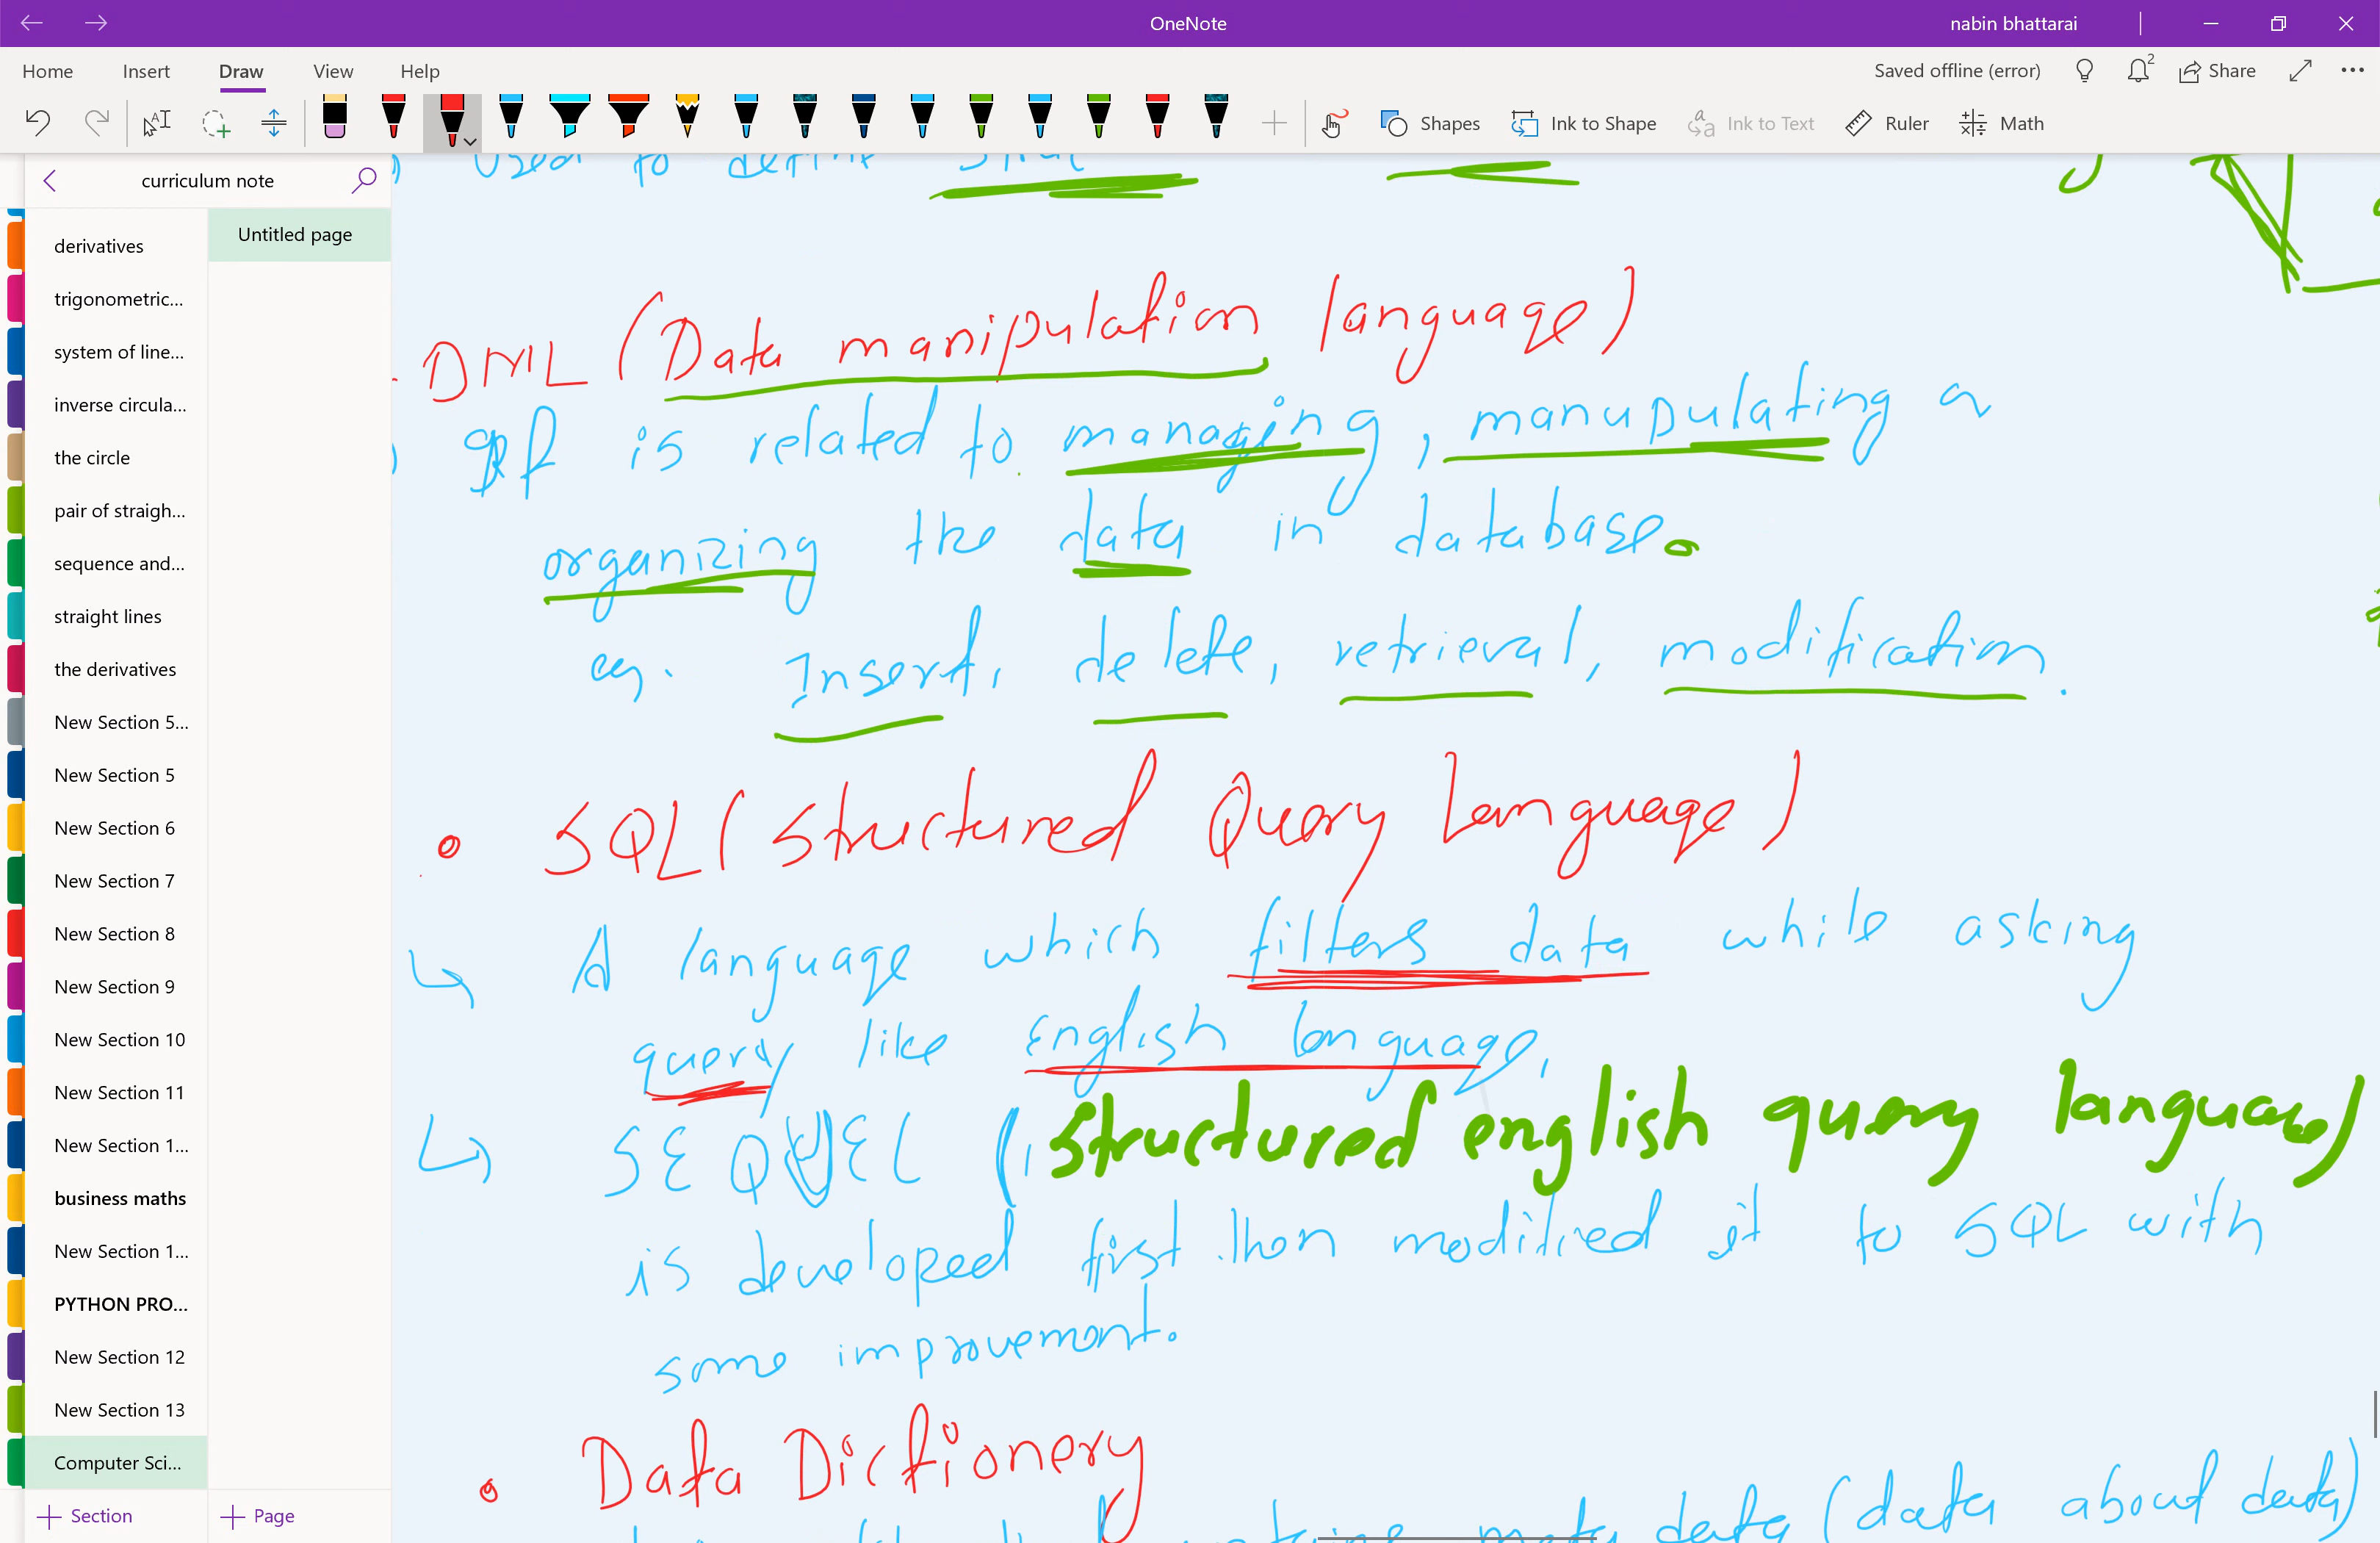 OneNote
nabin bhattarai
Home Insert Draw View Help
Saved offline (error) 2 Share
Shapes Ink to Shape Ink to Text Ruler Math
curriculum note
Untitled page
derivatives
trigonometric...
system of line...
inverse circula...
the circle
pair of straigh...
sequence and...
straight lines
the derivatives
New Section 5...
New Section 5
New Section 6
New Section 7
New Section 8
New Section 9
New Section 10
New Section 11
New Section 1...
business maths
New Section 1...
PYTHON PRO...
New Section 12
New Section 13
Computer Sci...
Section
Page
used to define
DML (Data manipulation language)
It is related to managing, manupulating
organizing the data in database.
eg. Insert, delete, retrieval, modification.
SQL (Structured Query Language)
A language which filters data while asking
query like English language,
SEQUEL (structured english query language)
is developed first then modified it to SQL with
some improvement.
Data Dictionery
data (data about data)